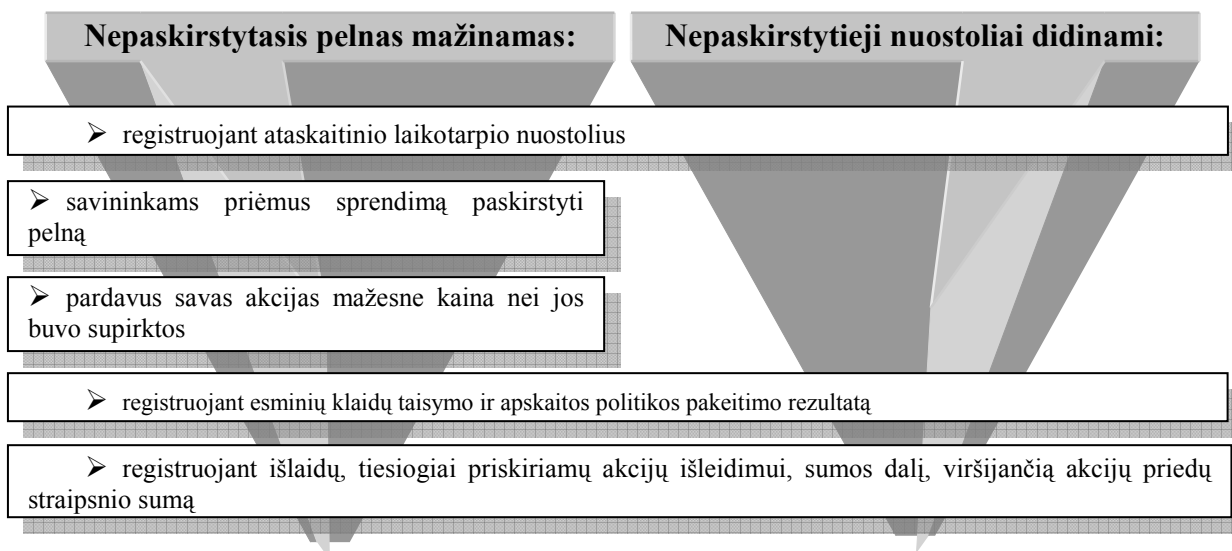 Nepaskirstytasis pelnas mažinamas:
Nepaskirstytieji nuostoliai didinami:
➢ registruojant ataskaitinio laikotarpio nuostolius
➢ savininkams priėmus sprendimą paskirstyti
pelną
➢ pardavus savas akcijas mažesne kaina nei jos
buvo supirktos
➢ registruojant esminių klaidų taisymo ir apskaitos politikos pakeitimo rezultatą
➢ registruojant išlaidų, tiesiogiai priskiriamų akcijų išleidimui, sumos dalį, viršijančią akcijų priedų
straipsnio sumą